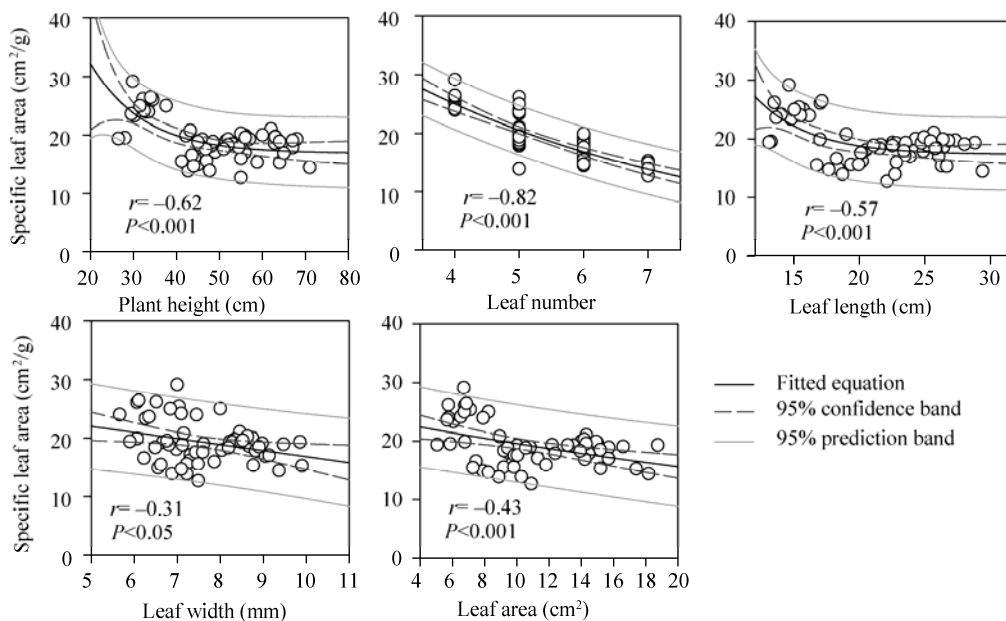 Specific leaf area (cm²/g)
40
30
20
10
0
r= –0.62
P<0.001
20 30 40 50 60 70 80
Plant height (cm)
40
30
20
10
0
r= –0.82
P<0.001
4 5 6 7
Leaf number
40
30
20
10
0
r= –0.57
P<0.001
15 20 25 30
Leaf length (cm)
Specific leaf area (cm²/g)
40
30
20
10
0
r= –0.31
P<0.05
5 6 7 8 9 10 11
Leaf width (mm)
40
30
20
10
0
r= –0.43
P<0.001
4 6 8 10 12 14 16 18 20
Leaf area (cm²)
Fitted equation
95% confidence band
95% prediction band